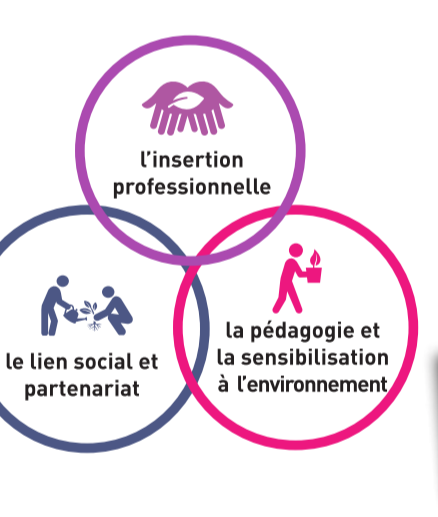 l'insertion
professionnelle
le lien social et
partenariat
la pédagogie et
la sensibilisation
à l'environnement